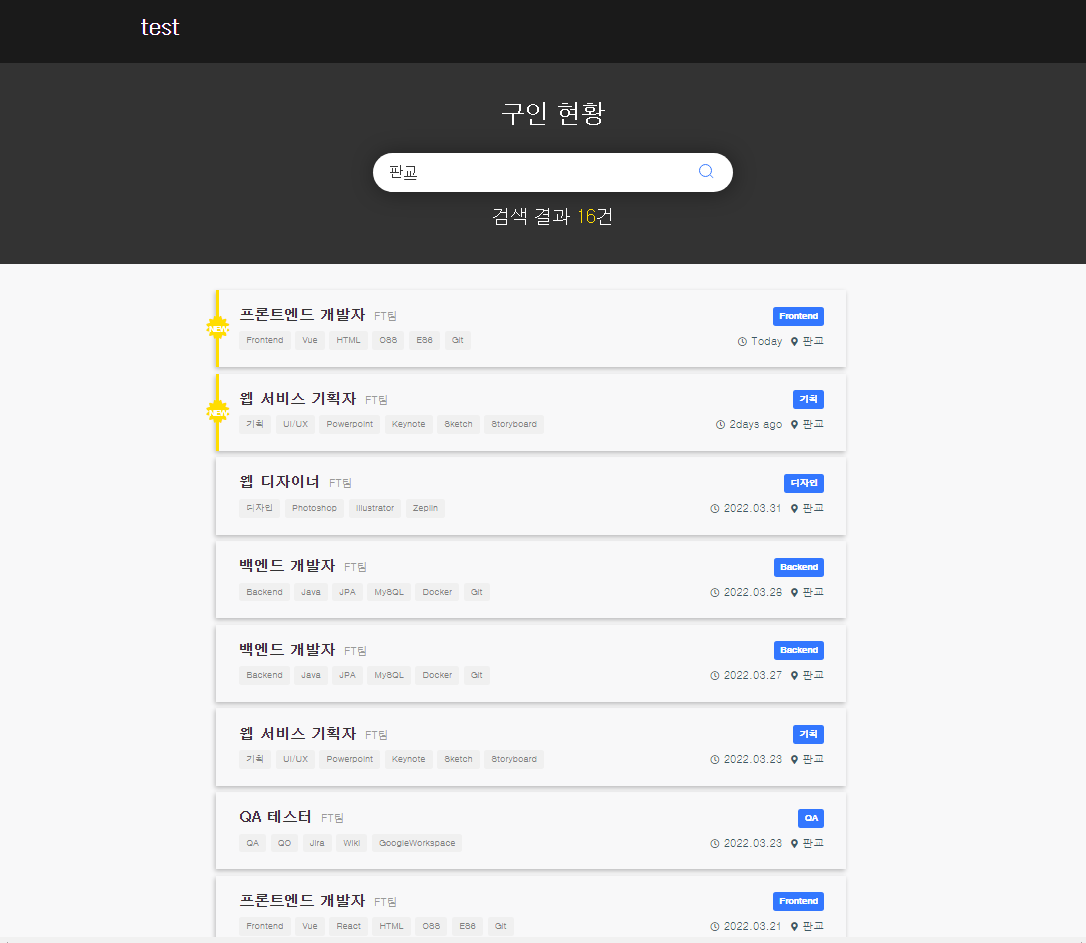 test
구인 현황
판교
검색 결과 16건
프론트엔드 개발자 FT팀 Frontend
NEW
Frontend Vue HTML CSS ES6 Git Today 판교
웹 서비스 기획자 FT팀 기획
NEW
기획 UI/UX Powerpoint Keynote Sketch Storyboard 2days ago 판교
웹 디자이너 FT팀 디자인
디자인 Photoshop Illustrator Zeplin 2022.03.31 판교
백엔드 개발자 FT팀 Backend
Backend Java JPA MySQL Docker Git 2022.03.28 판교
백엔드 개발자 FT팀 Backend
Backend Java JPA MySQL Docker Git 2022.03.27 판교
웹 서비스 기획자 FT팀 기획
기획 UI/UX Powerpoint Keynote Sketch Storyboard 2022.03.23 판교
QA 테스터 FT팀 QA
QA QC Jira Wiki GoogleWorkspace 2022.03.23 판교
프론트엔드 개발자 FT팀 Frontend
Frontend Vue React HTML CSS ES6 Git 2022.03.21 판교